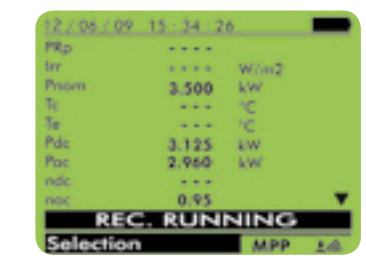 12 / 06 / 09 15 : 34 : 26
PRp - - - -
Irr - - - - W/m2
Pnom 3.500 kW
Tc - - - °C
Te - - - °C
Pdc 3.125 kW
Pac 2.960 kW
ndc - - -
nac 0.95
REC. RUNNING
Selection MPP